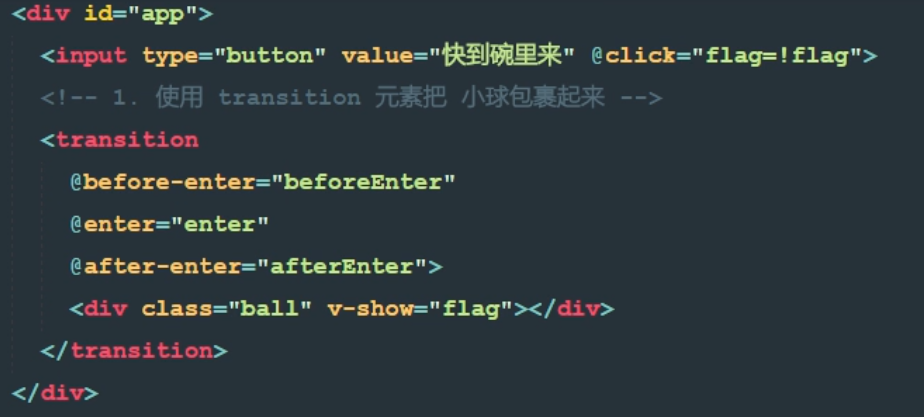 <div id="app">
<input type="button" value="快到碗里来" @click="flag=!flag">
<!-- 1. 使用 transition 元素把 小球包裹起来 -->
<transition
@before-enter="beforeEnter"
@enter="enter"
@after-enter="afterEnter">
<div class="ball" v-show="flag"></div>
</transition>
</div>